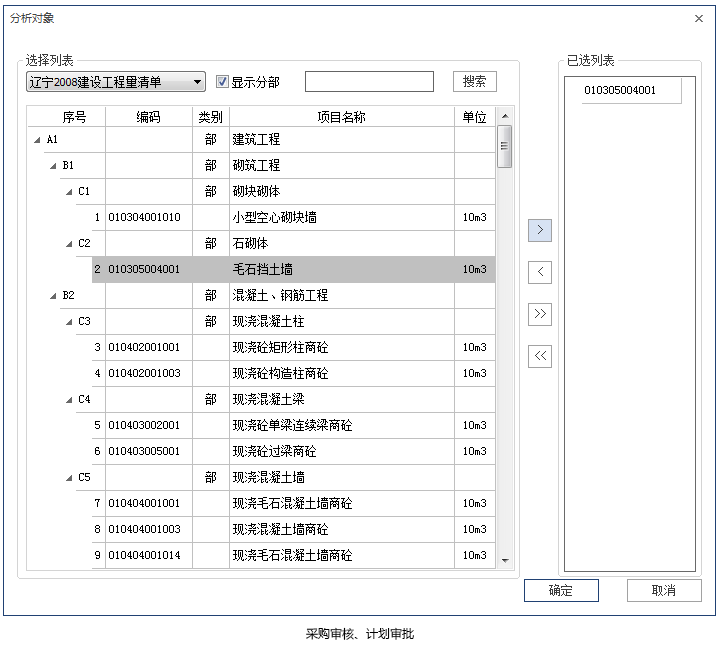 分析对象
选择列表
辽宁2008建设工程量清单 显示分部 搜索
序号 编码 类别 项目名称 单位
A1 部 建筑工程
B1 部 砌筑工程
C1 部 砌块砌体
1 010304001010 小型空心砌块墙 10m3
C2 部 石砌体
2 010305004001 毛石挡土墙 10m3
B2 部 混凝土、钢筋工程
C3 部 现浇混凝土柱
3 010402001001 现浇砼矩形柱商砼 10m3
4 010402001003 现浇砼构造柱商砼 10m3
C4 部 现浇混凝土梁
5 010403002001 现浇砼单梁连续梁商砼 10m3
6 010403005001 现浇砼过梁商砼 10m3
C5 部 现浇混凝土墙
7 010404001001 现浇毛石混凝土墙商砼 10m3
8 010404001003 现浇混凝土墙商砼 10m3
9 010404001014 现浇毛石混凝土墙商砼 10m3
>
<
>>
<<
已选列表
010305004001
确定 取消
采购审核、计划审批